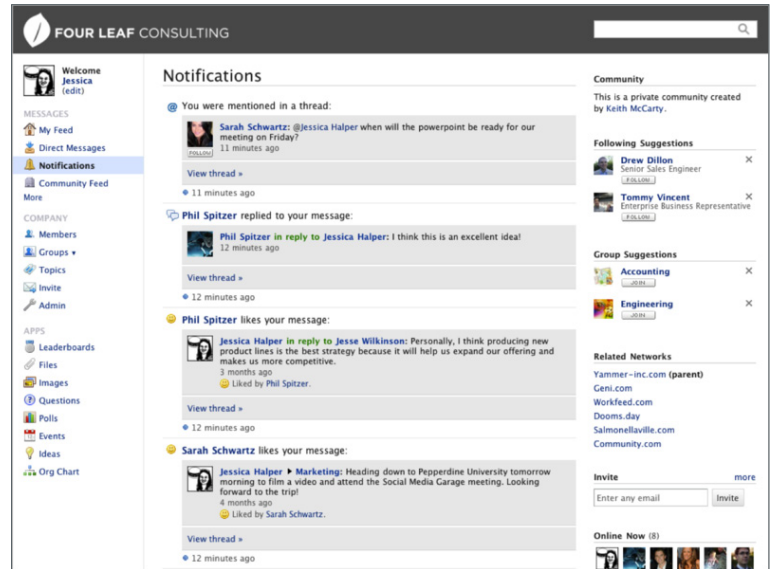 FOUR LEAF CONSULTING
Welcome
Jessica
(edit)
MESSAGES
My Feed
Direct Messages
Notifications
Community Feed
More
COMPANY
Members
Groups ▾
Topics
Invite
Admin
APPS
Leaderboards
Files
Images
Questions
Polls
Events
Ideas
Org Chart
Notifications
@ You were mentioned in a thread:
Sarah Schwartz: @Jessica Halper when will the powerpoint be ready for our
meeting on Friday?
11 minutes ago
FOLLOW
View thread »
11 minutes ago
Phil Spitzer replied to your message:
Phil Spitzer in reply to Jessica Halper: I think this is an excellent idea!
12 minutes ago
View thread »
12 minutes ago
Phil Spitzer likes your message:
Jessica Halper in reply to Jesse Wilkinson: Personally, I think producing new
product lines is the best strategy because it will help us expand our offering and
makes us more competitive.
3 months ago
Liked by Phil Spitzer.
View thread »
12 minutes ago
Sarah Schwartz likes your message:
Jessica Halper ▸ Marketing: Heading down to Pepperdine University tomorrow
morning to film a video and attend the Social Media Garage meeting. Looking
forward to the trip!
4 months ago
Liked by Sarah Schwartz.
View thread »
12 minutes ago
Community
This is a private community created
by Keith McCarty.
Following Suggestions
Drew Dillon
Senior Sales Engineer
FOLLOW
Tommy Vincent
Enterprise Business Representative
FOLLOW
Group Suggestions
Accounting
JOIN
Engineering
JOIN
Related Networks
Yammer-inc.com (parent)
Geni.com
Workfeed.com
Dooms.day
Salmonellaville.com
Community.com
Invite more
Enter any email Invite
Online Now (8)